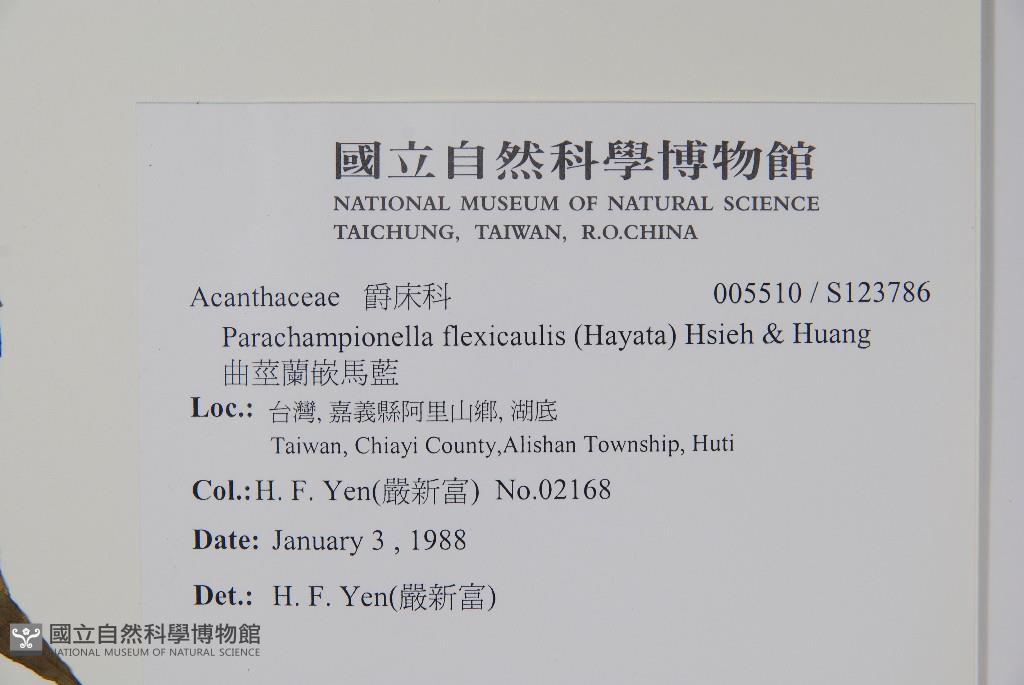 國立自然科學博物館
NATIONAL MUSEUM OF NATURAL SCIENCE
TAICHUNG, TAIWAN, R.O.CHINA
Acanthaceae 爵床科 005510 / S123786
Parachampionella flexicaulis (Hayata) Hsieh & Huang
曲莖蘭嵌馬藍
Loc.: 台灣, 嘉義縣阿里山鄉, 湖底
Taiwan, Chiayi County,Alishan Township, Huti
Col.:H. F. Yen(嚴新富) No.02168
Date: January 3 , 1988
Det.: H. F. Yen(嚴新富)
國立自然科學博物館
NATIONAL MUSEUM OF NATURAL SCIENCE